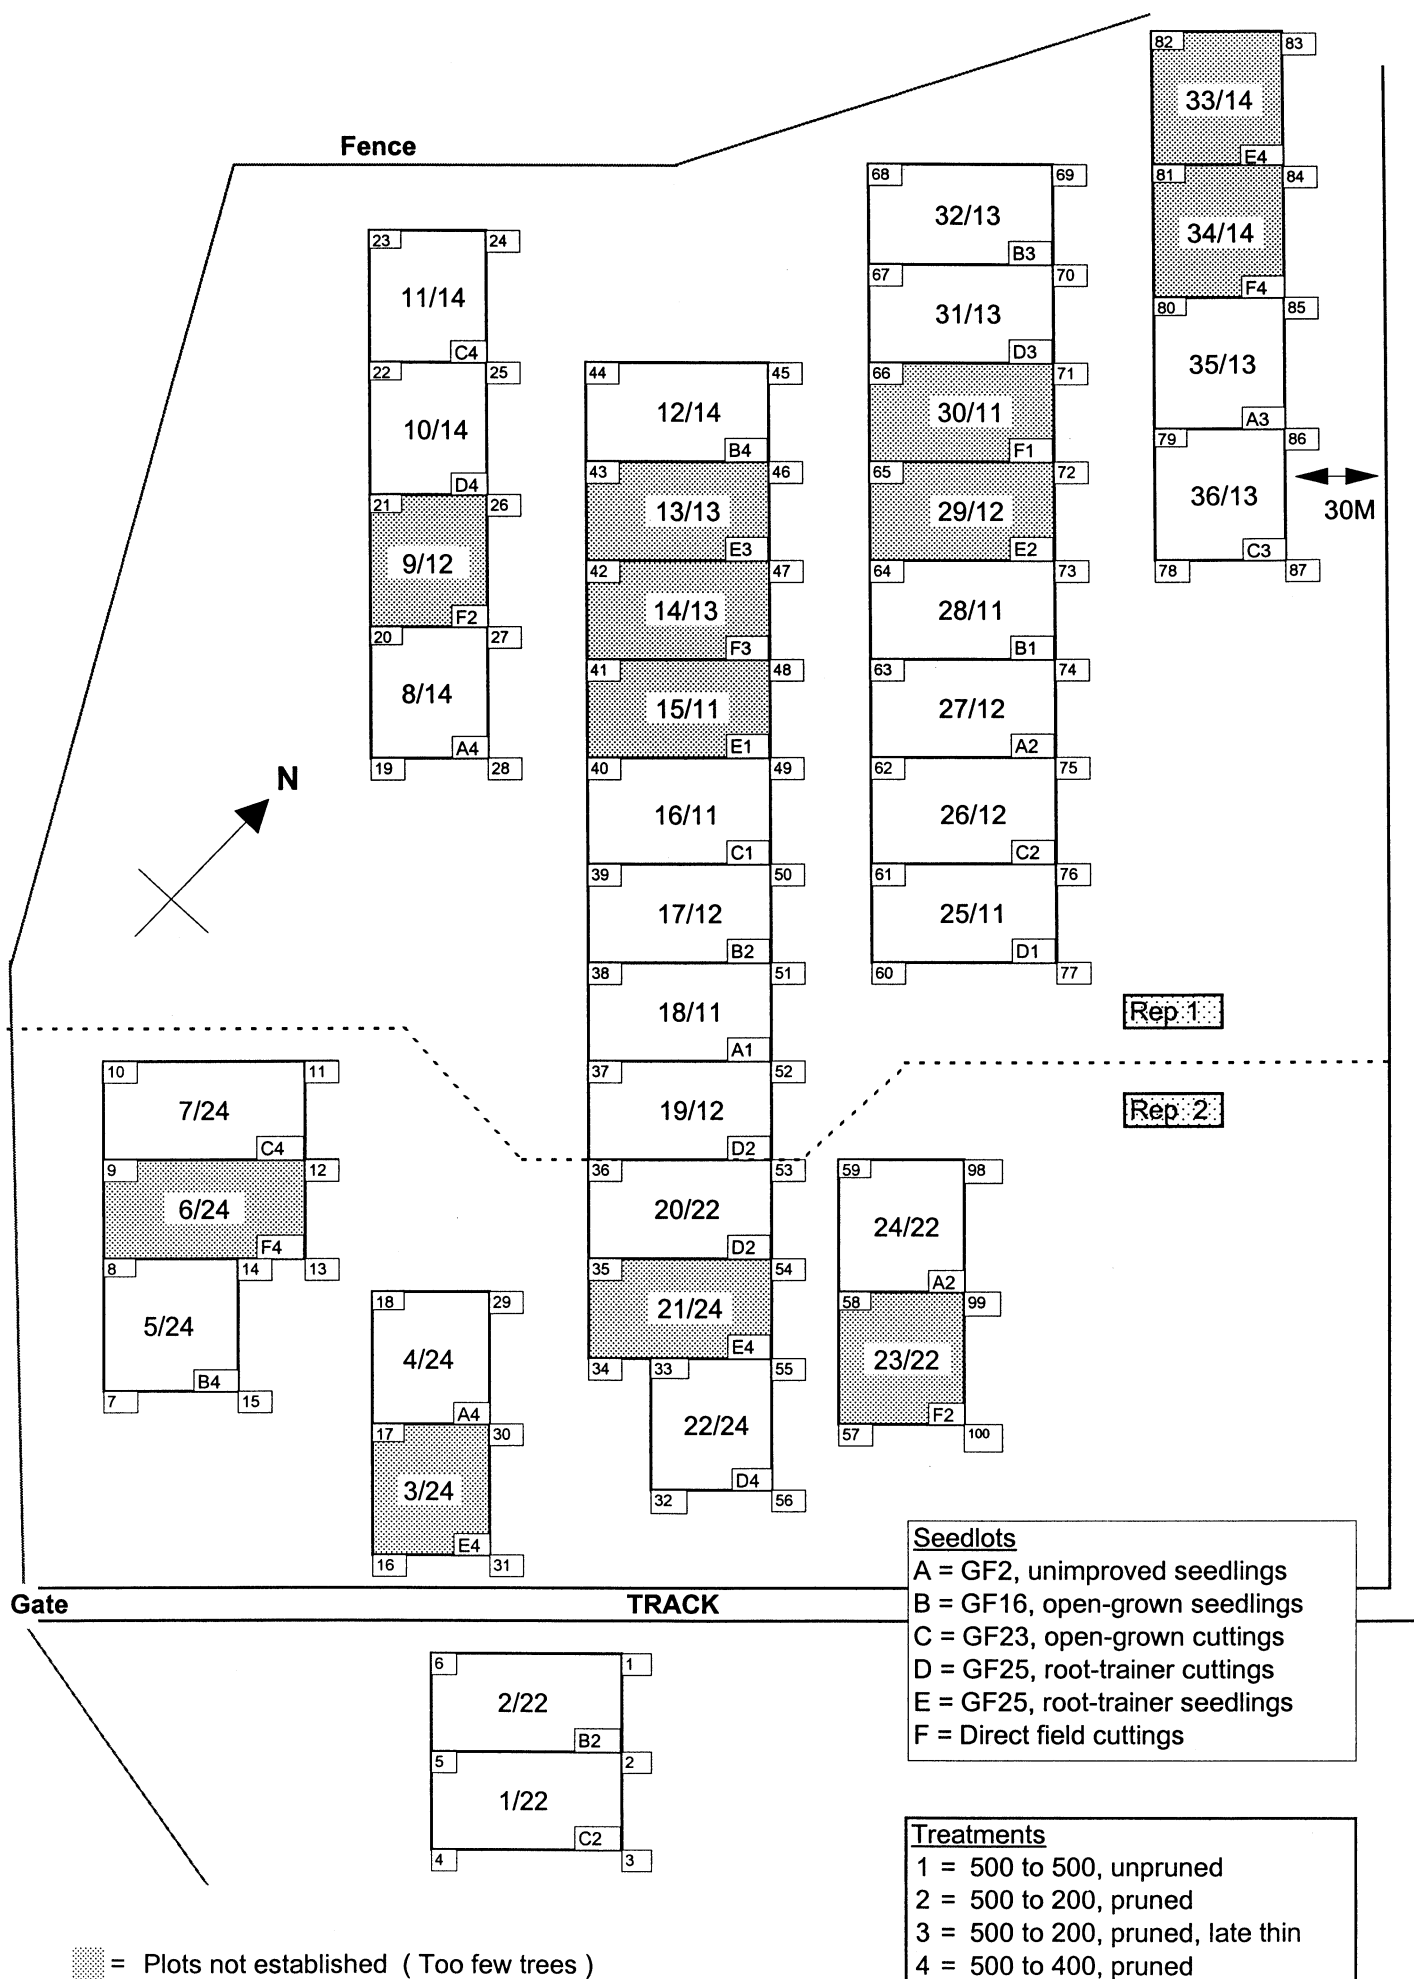 82 83
33/14
E4
Fence
81 84
34/14
F4
68 69
32/13
B3
23 24
11/14
C4
67 70
31/13
D3
80 85
35/13
A3
22 25
10/14
D4
44 45
12/14
B4
66 71
30/11
F1
79 86
36/13
C3
30M
78 87
21 26
9/12
F2
43 46
13/13
E3
65 72
29/12
E2
42 47
14/13
F3
64 73
28/11
B1
20 27
8/14
A4
19 28
41 48
15/11
E1
63 74
27/12
A2
N
40 49
16/11
C1
62 75
26/12
C2
39 50
17/12
B2
61 76
25/11
D1
60 77
38 51
18/11
A1
Rep 1
37 52
19/12
D2
Rep 2
10 11
7/24
C4
9 12
6/24
F4
36 53
20/22
D2
59 98
24/22
A2
8 14 13
5/24
B4
7 15
35 54
21/24
E4
18 29
4/24
A4
58 99
23/22
F2
57 100
34 33 55
22/24
D4
32 56
17 30
3/24
E4
16 31
Gate
TRACK
Seedlots
A = GF2, unimproved seedlings
B = GF16, open-grown seedlings
C = GF23, open-grown cuttings
D = GF25, root-trainer cuttings
E = GF25, root-trainer seedlings
F = Direct field cuttings
6 1
2/22
B2
5 2
1/22
C2
4 3
Treatments
1 = 500 to 500, unpruned
2 = 500 to 200, pruned
3 = 500 to 200, pruned, late thin
4 = 500 to 400, pruned
= Plots not established ( Too few trees )